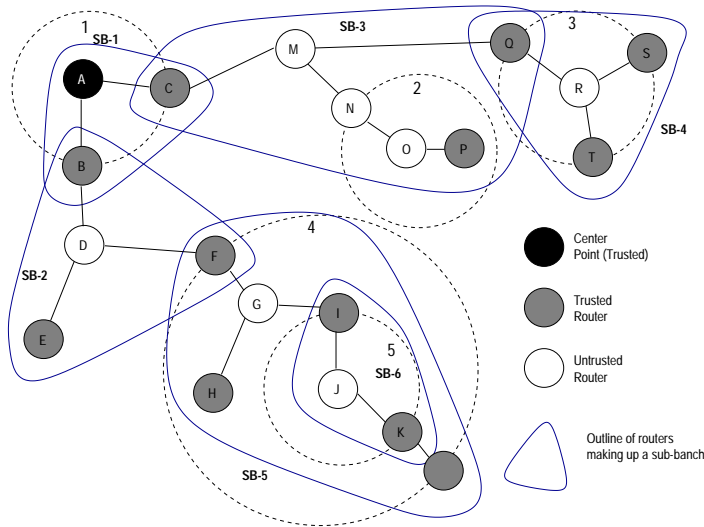 1
SB-1
A
C
B
SB-3
M
N
2
O
P
Q
3
S
R
T
SB-4
D
SB-2
E
F
4
G
I
H
5
SB-6
J
K
SB-5
Center
Point (Trusted)
Trusted
Router
Untrusted
Router
Outline of routers
making up a sub-banch